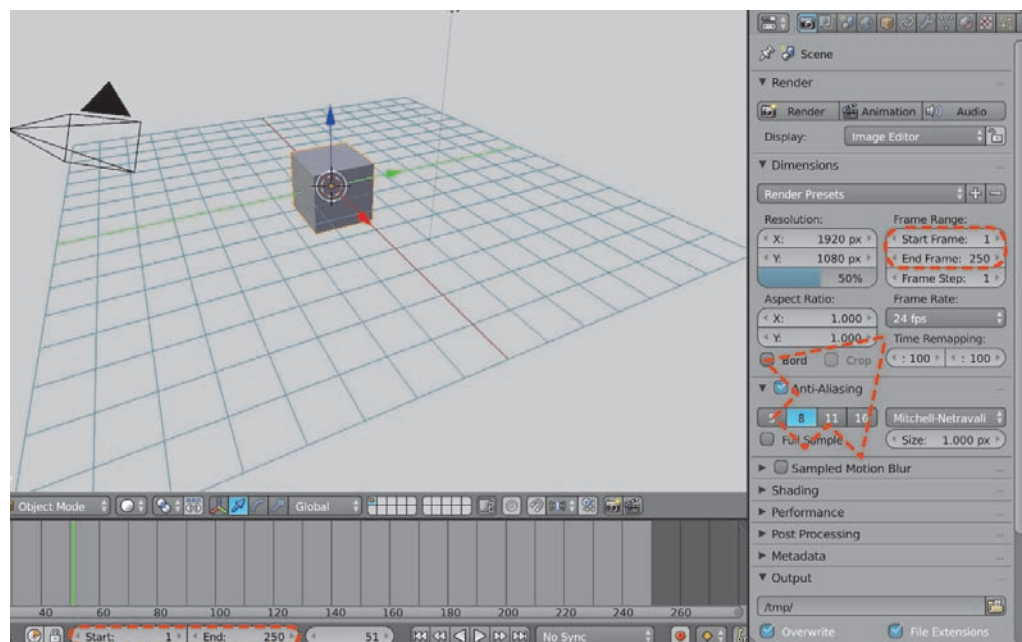 Scene
Render
Render Animation Audio
Display: Image Editor
Dimensions
Render Presets
Resolution: Frame Range:
X: 1920 px Start Frame: 1
Y: 1080 px End Frame: 250
50% Frame Step: 1
Aspect Ratio: Frame Rate:
X: 1.000 24 fps
Y: 1.000 Time Remapping:
Bord Crop : 100 : 100
Anti-Aliasing
8 11 16 Mitchell-Netravali
Full Sample Size: 1.000 px
Sampled Motion Blur
Shading
Performance
Post Processing
Metadata
Output
/tmp/
Overwrite File Extensions
Object Mode Global
40 60 80 100 120 140 160 180 200 220 240 260
Start: 1 End: 250 51 No Sync